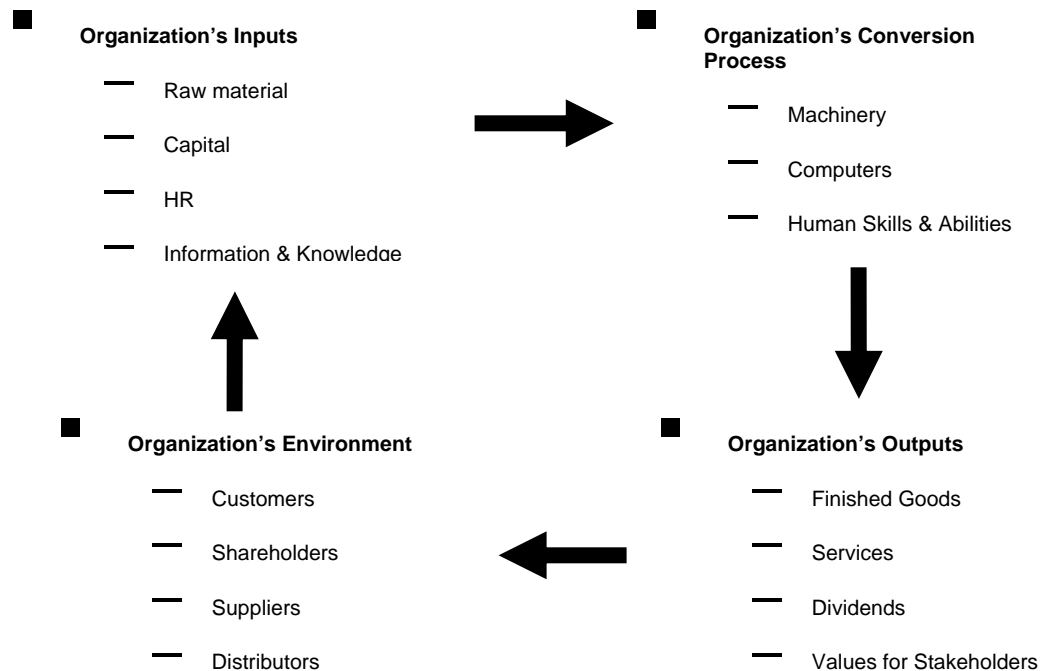 Organization’s Inputs
Raw material
Capital
HR
Information & Knowledge
Organization’s Conversion
Process
Machinery
Computers
Human Skills & Abilities
Organization’s Environment
Customers
Shareholders
Suppliers
Distributors
Organization’s Outputs
Finished Goods
Services
Dividends
Values for Stakeholders